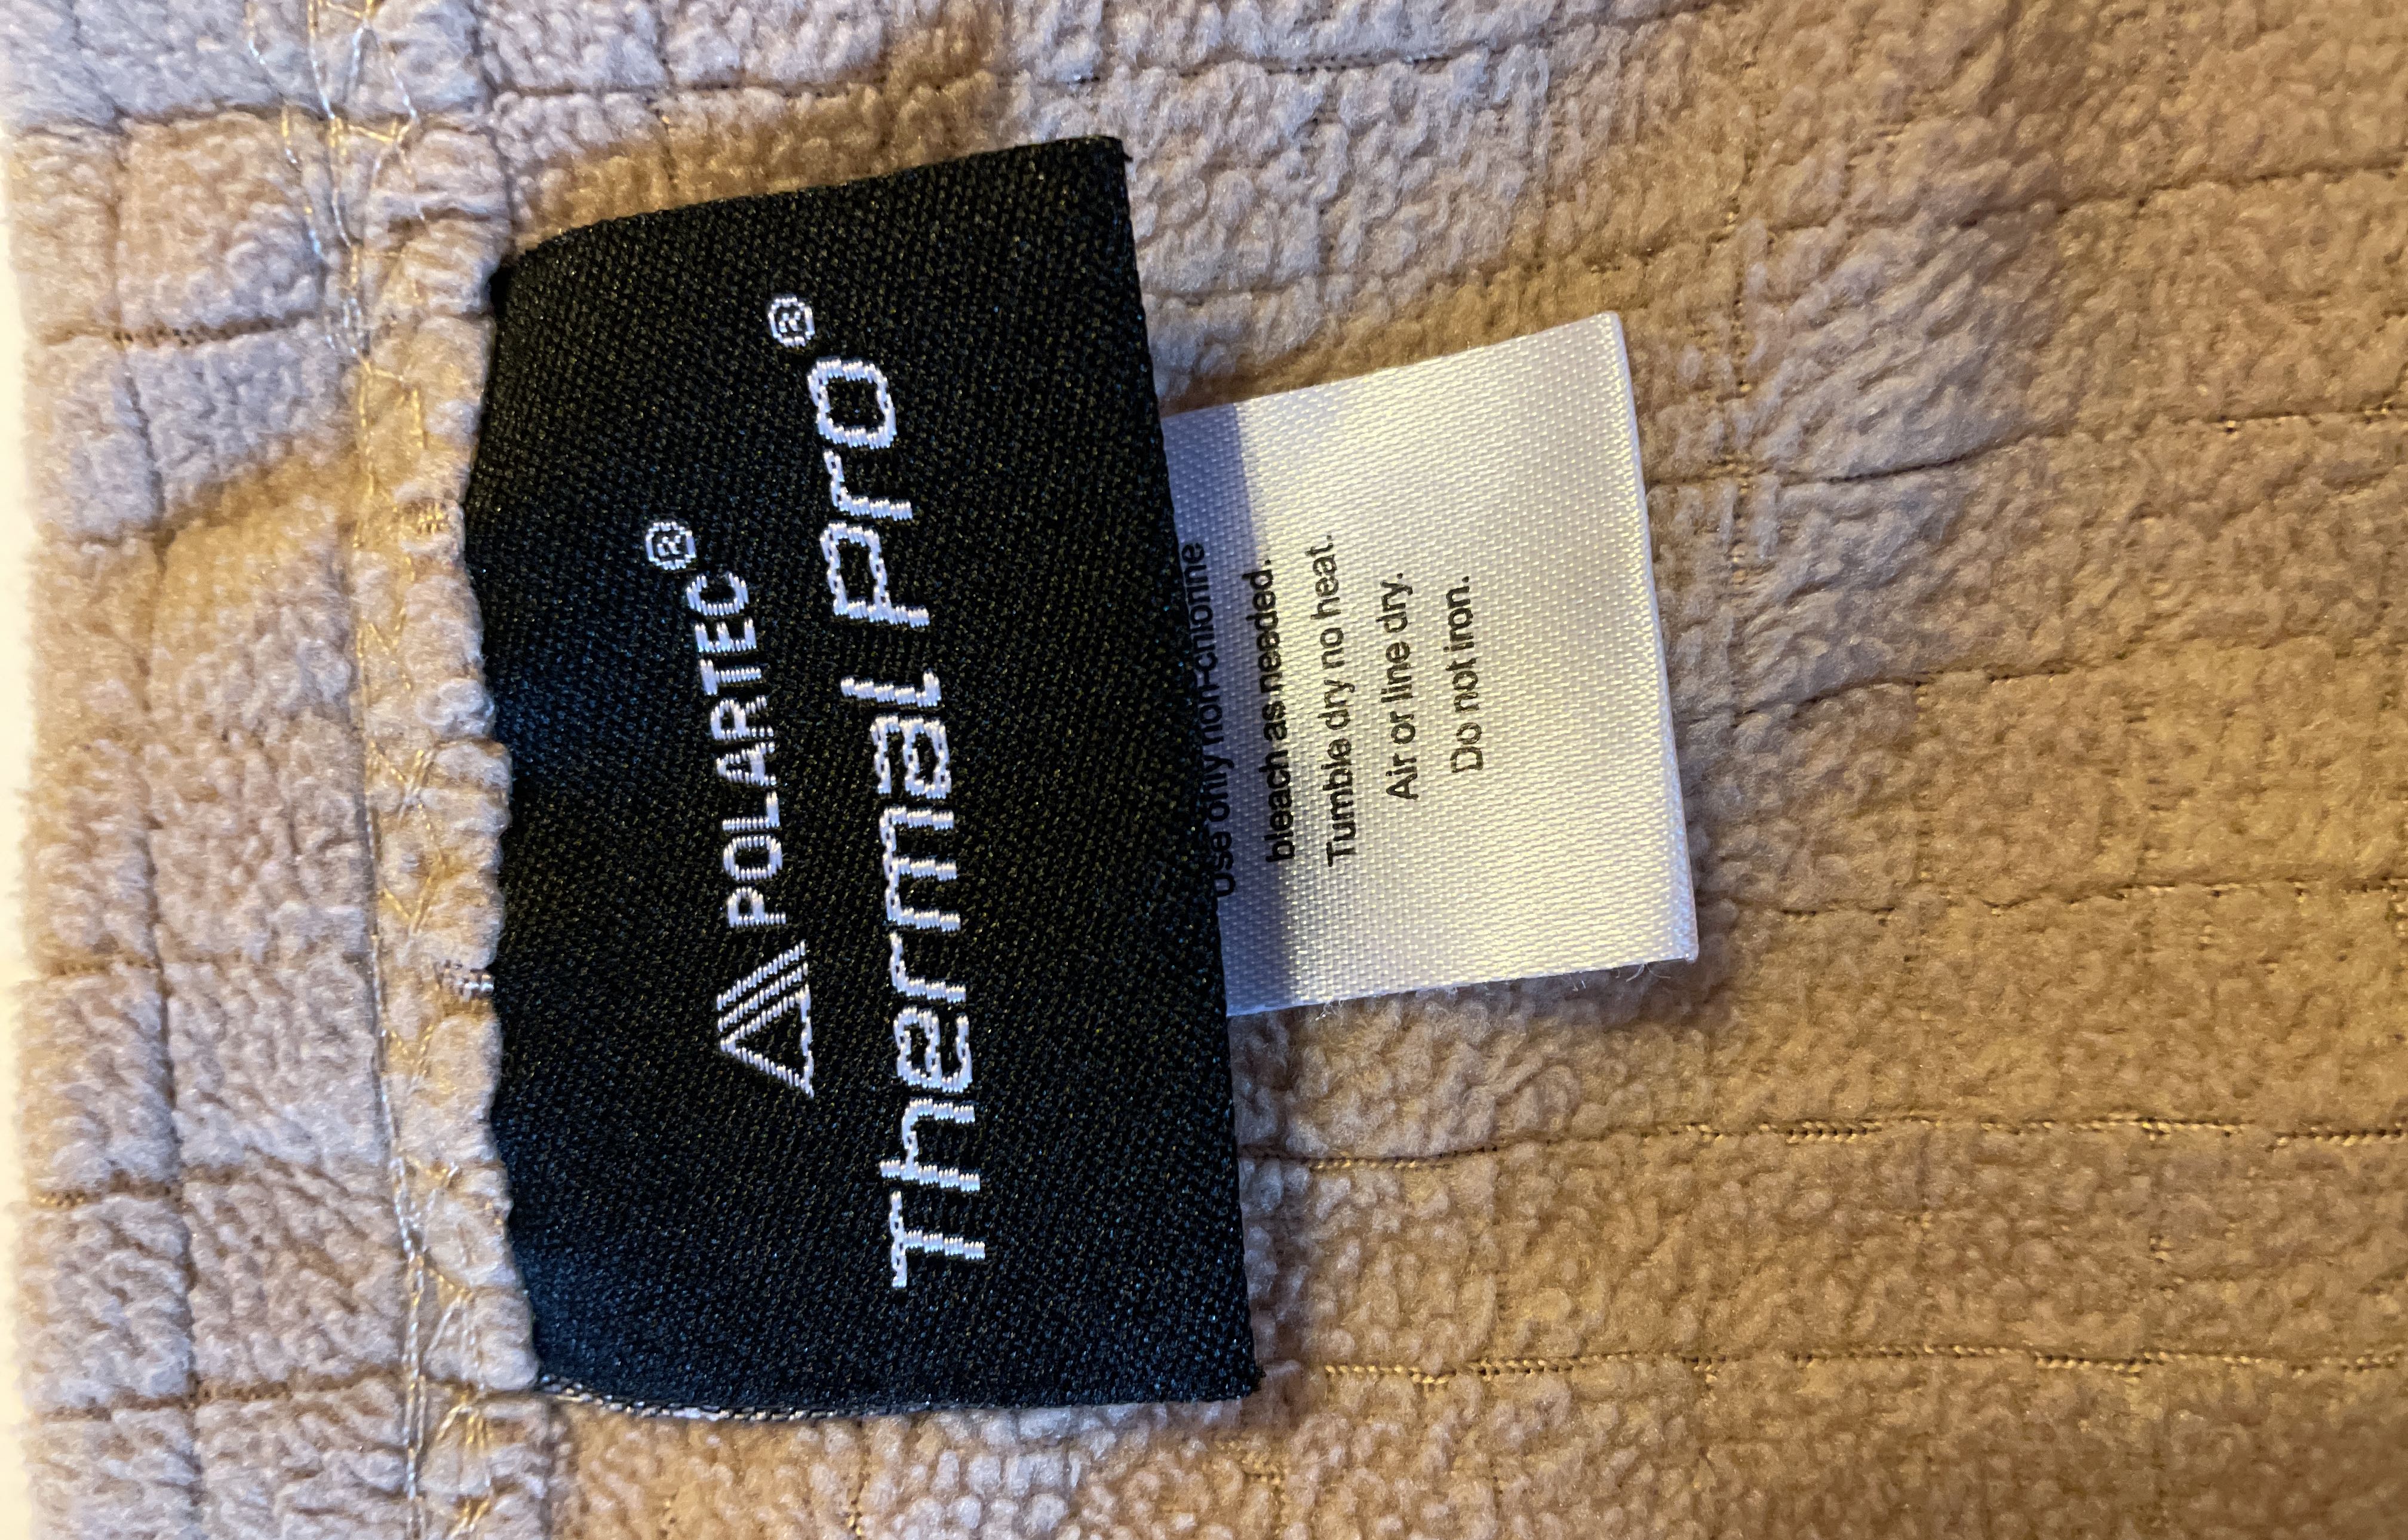 POLARTEC®
Thermal Pro®
Use only non-chlorine
bleach as needed.
Tumble dry no heat.
Air or line dry.
Do not iron.